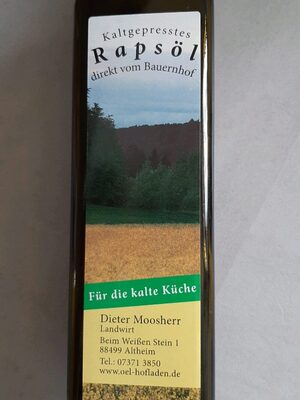 Kaltgepresstes
Rapsöl
direkt vom Bauernhof
Für die kalte Küche
Dieter Moosherr
Landwirt
Beim Weißen Stein 1
88499 Altheim
Tel.: 07371 3850
www.oel-hofladen.de